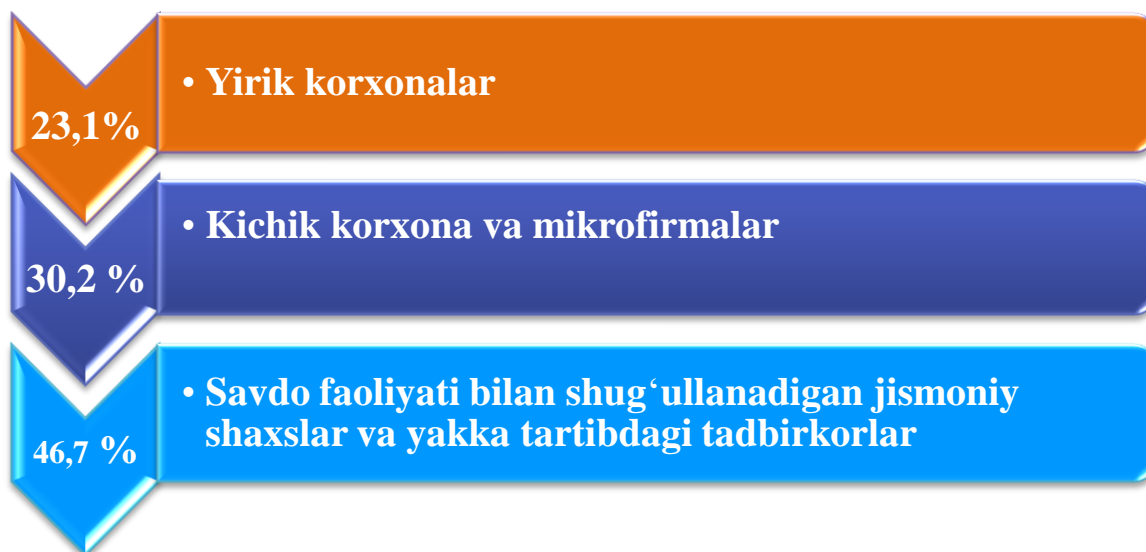 23,1%
• Yirik korxonalar
30,2 %
• Kichik korxona va mikrofirmalar
46,7 %
• Savdo faoliyati bilan shug‘ullanadigan jismoniy
shaxslar va yakka tartibdagi tadbirkorlar